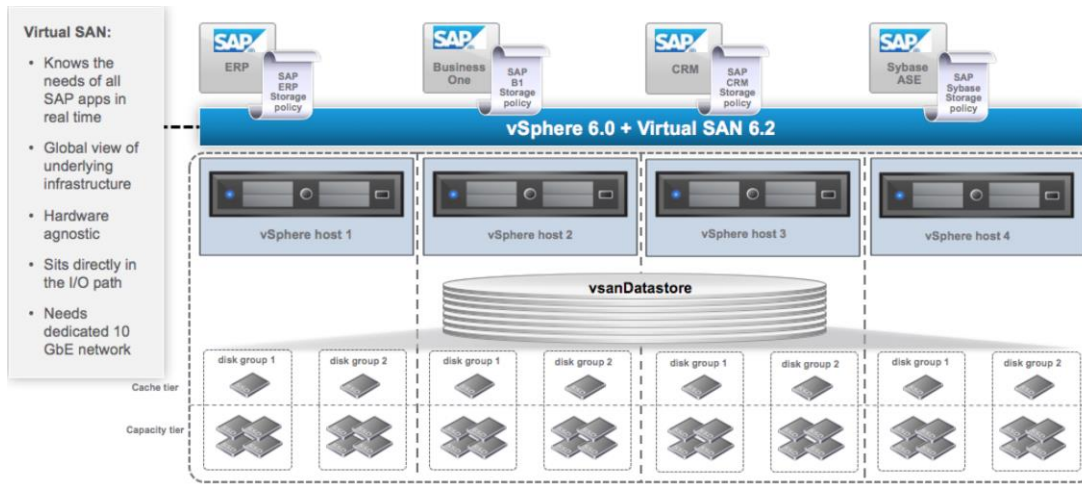 Virtual SAN:
• Knows the
needs of all
SAP apps in
real time
• Global view of
underlying
infrastructure
• Hardware
agnostic
• Sits directly in
the I/O path
• Needs
dedicated 10
GbE network
SAP
ERP
SAP
ERP
Storage
policy
SAP
Business
One
SAP
B1
Storage
policy
SAP
CRM
SAP
CRM
Storage
policy
SAP
Sybase
ASE
SAP
Sybase
Storage
policy
vSphere 6.0 + Virtual SAN 6.2
vSphere host 1
vSphere host 2
vSphere host 3
vSphere host 4
vsanDatastore
disk group 1
disk group 2
disk group 1
disk group 2
disk group 1
disk group 2
disk group 1
disk group 2
Cache tier
Capacity tier